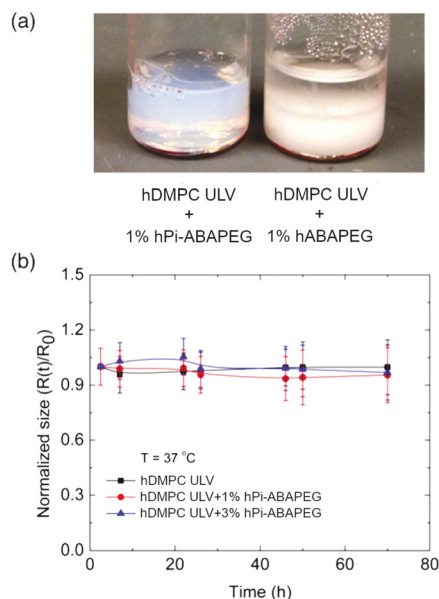 (a)
hDMPC ULV
+
1% hPi-ABAPEG
hDMPC ULV
+
1% hABAPEG
(b)
Normalized size (R(t)/R₀)
1.5
1.2
0.9
0.6
0.3
0.0
T = 37 °C
hDMPC ULV
hDMPC ULV+1% hPi-ABAPEG
hDMPC ULV+3% hPi-ABAPEG
0 20 40 60 80
Time (h)